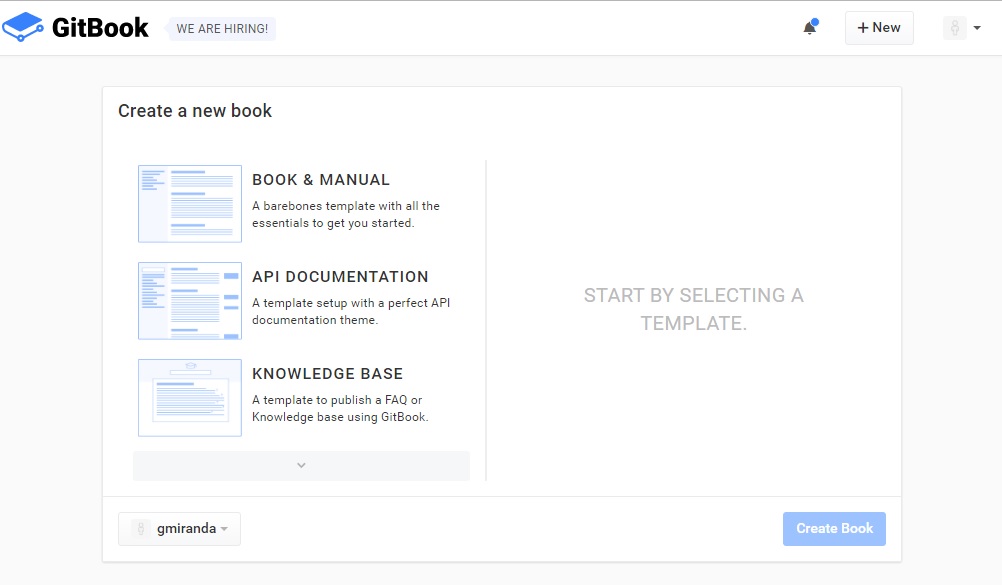 GitBook
WE ARE HIRING!
+ New
Create a new book
BOOK & MANUAL
A barebones template with all the
essentials to get you started.
API DOCUMENTATION
A template setup with a perfect API
documentation theme.
KNOWLEDGE BASE
A template to publish a FAQ or
Knowledge base using GitBook.
START BY SELECTING A
TEMPLATE.
gmiranda
Create Book